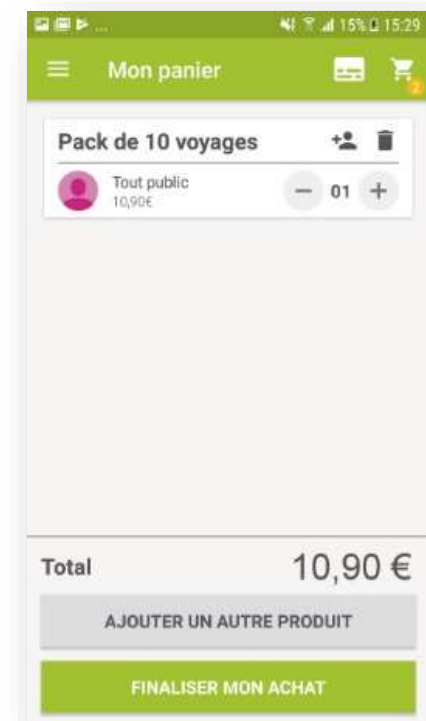 ... 15% 15:29
Mon panier 2
Pack de 10 voyages
Tout public
10,90€
01
Total 10,90 €
AJOUTER UN AUTRE PRODUIT
FINALISER MON ACHAT